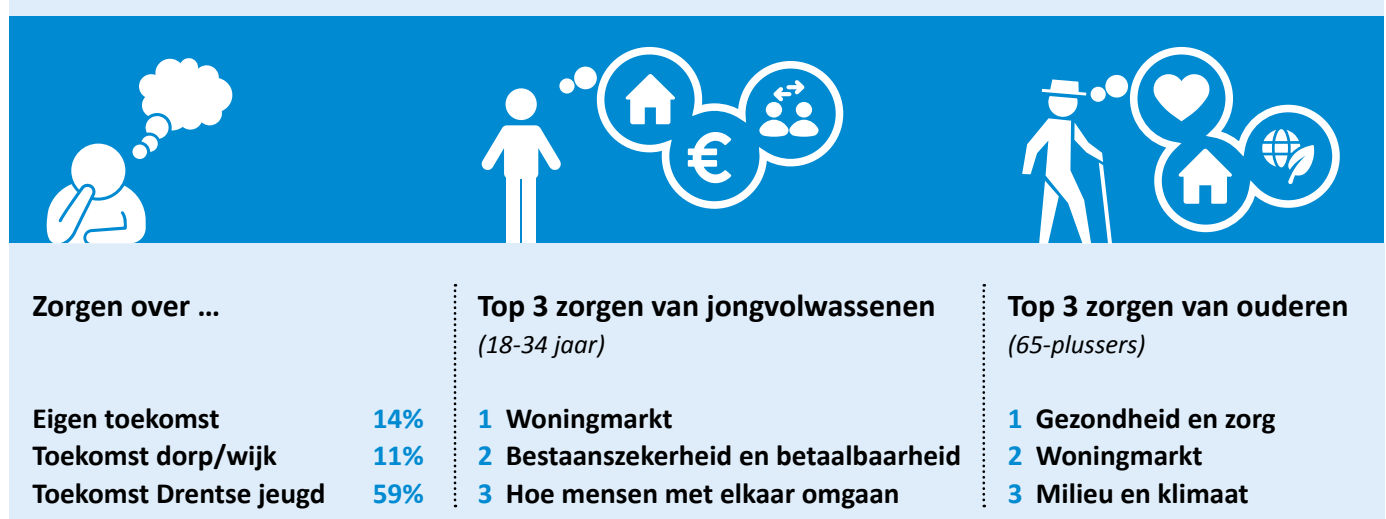 Zorgen over ...
Eigen toekomst 14%
Toekomst dorp/wijk 11%
Toekomst Drentse jeugd 59%
Top 3 zorgen van jongvolwassenen
(18-34 jaar)
1 Woningmarkt
2 Bestaanszekerheid en betaalbaarheid
3 Hoe mensen met elkaar omgaan
Top 3 zorgen van ouderen
(65-plussers)
1 Gezondheid en zorg
2 Woningmarkt
3 Milieu en klimaat
€